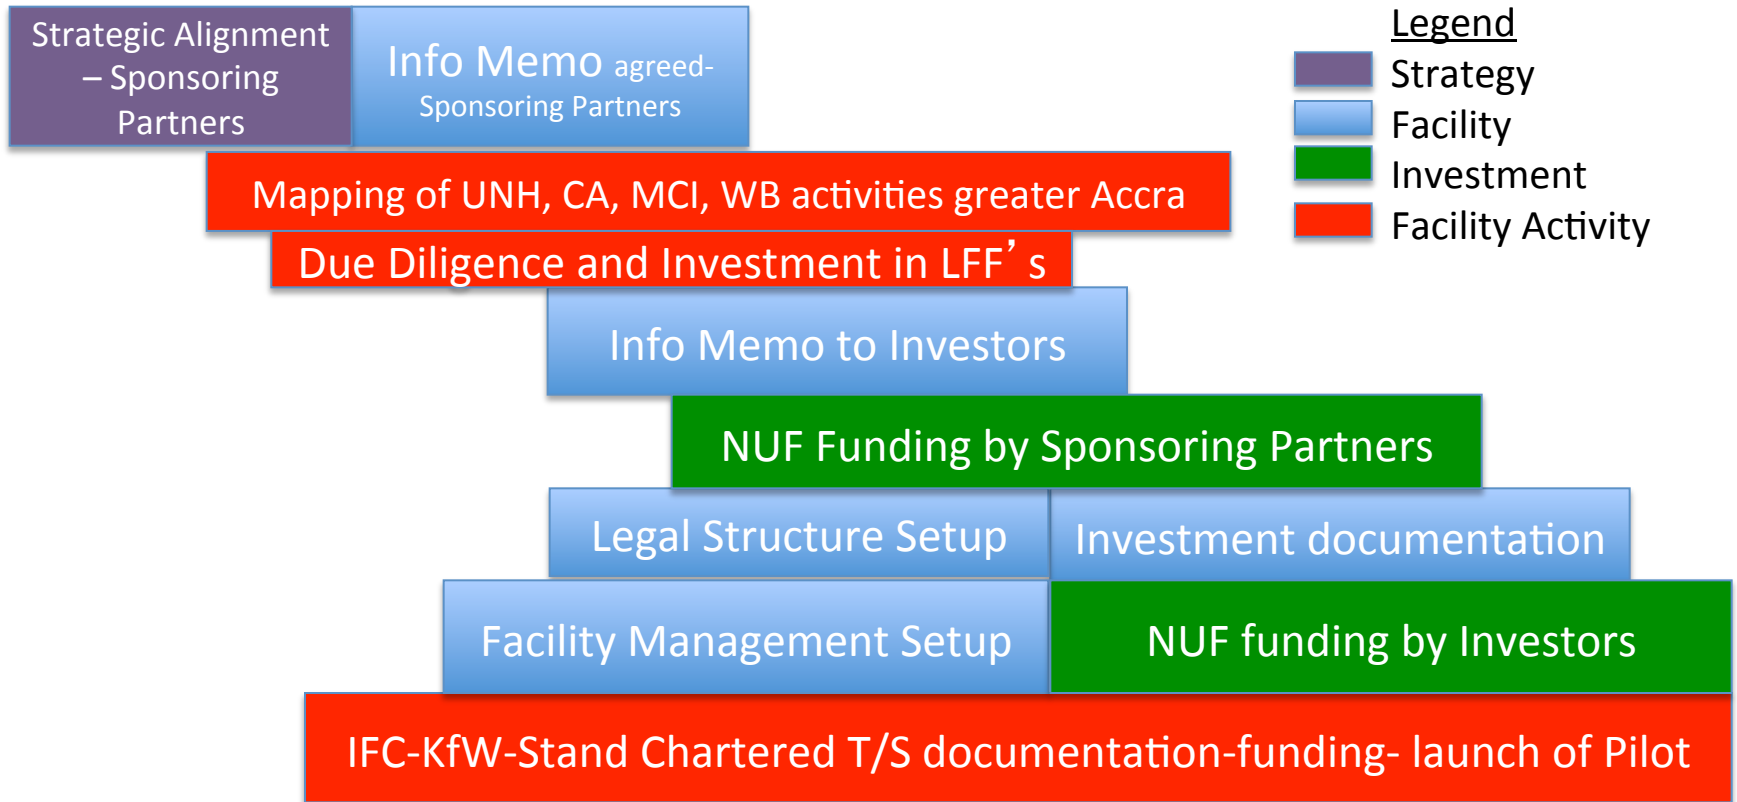 Strategic Alignment
– Sponsoring
Partners
Info Memo agreed-
Sponsoring Partners
Legend
Strategy
Facility
Investment
Facility Activity
Mapping of UNH, CA, MCI, WB activities greater Accra
Due Diligence and Investment in LFF’s
Info Memo to Investors
NUF Funding by Sponsoring Partners
Legal Structure Setup
Investment documentation
Facility Management Setup
NUF funding by Investors
IFC-KfW-Stand Chartered T/S documentation-funding- launch of Pilot